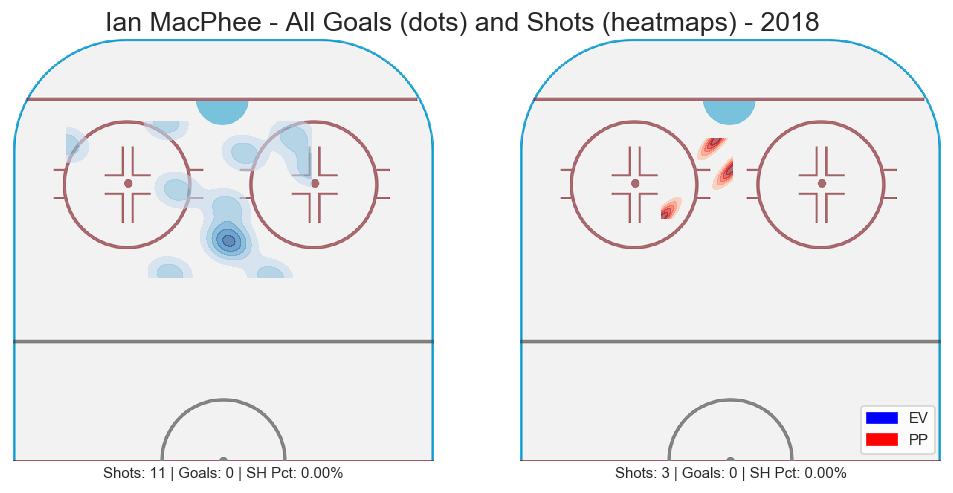 Ian MacPhee - All Goals (dots) and Shots (heatmaps) - 2018
EV
PP
Shots: 11 | Goals: 0 | SH Pct: 0.00%
Shots: 3 | Goals: 0 | SH Pct: 0.00%